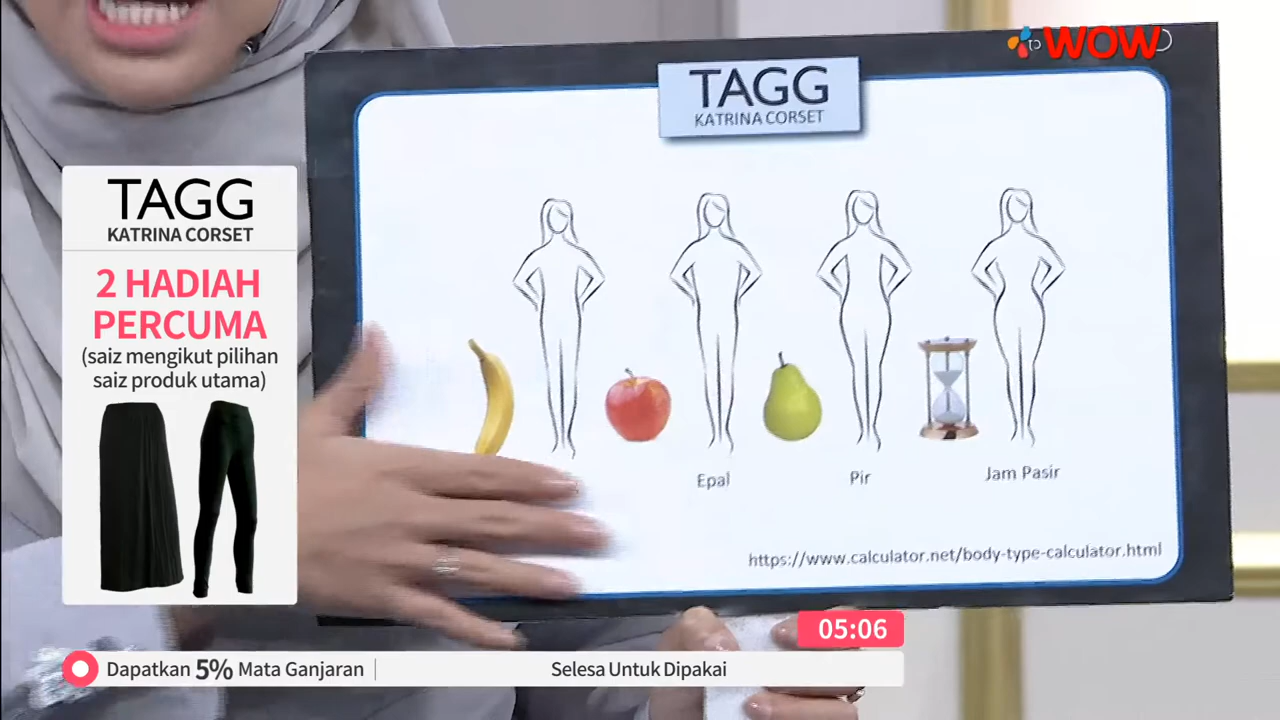 WOW
TAGG
KATRINA CORSET
TAGG
KATRINA CORSET
2 HADIAH
PERCUMA
(saiz mengikut pilihan
saiz produk utama)
Epal
Pir
Jam Pasir
https://www.calculator.net/body-type-calculator.html
05:06
Dapatkan 5% Mata Ganjaran
Selesa Untuk Dipakai